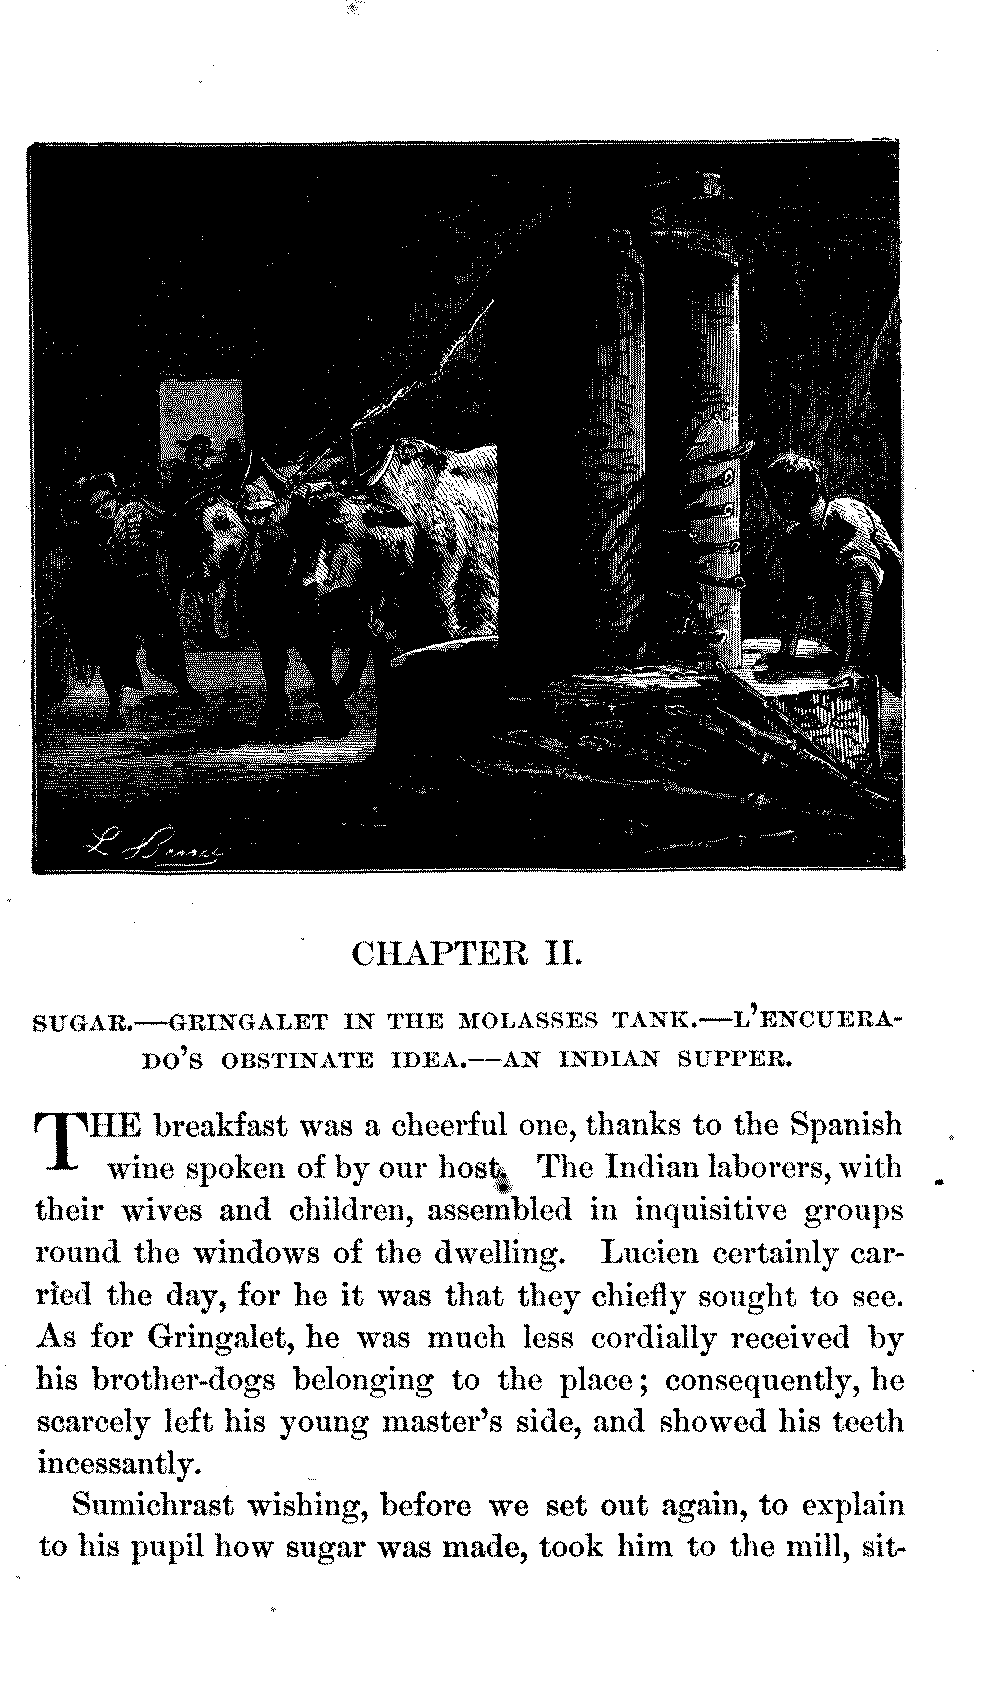 CHAPTER II.
SUGAR.—GRINGALET IN THE MOLASSES TANK.—L'ENCUERA-
DO'S OBSTINATE IDEA.—AN INDIAN SUPPER.
THE breakfast was a cheerful one, thanks to the Spanish
wine spoken of by our host. The Indian laborers, with
their wives and children, assembled in inquisitive groups
round the windows of the dwelling. Lucien certainly car-
ried the day, for he it was that they chiefly sought to see.
As for Gringalet, he was much less cordially received by
his brother-dogs belonging to the place; consequently, he
scarcely left his young master's side, and showed his teeth
incessantly.
Sumichrast wishing, before we set out again, to explain
to his pupil how sugar was made, took him to the mill, sit-